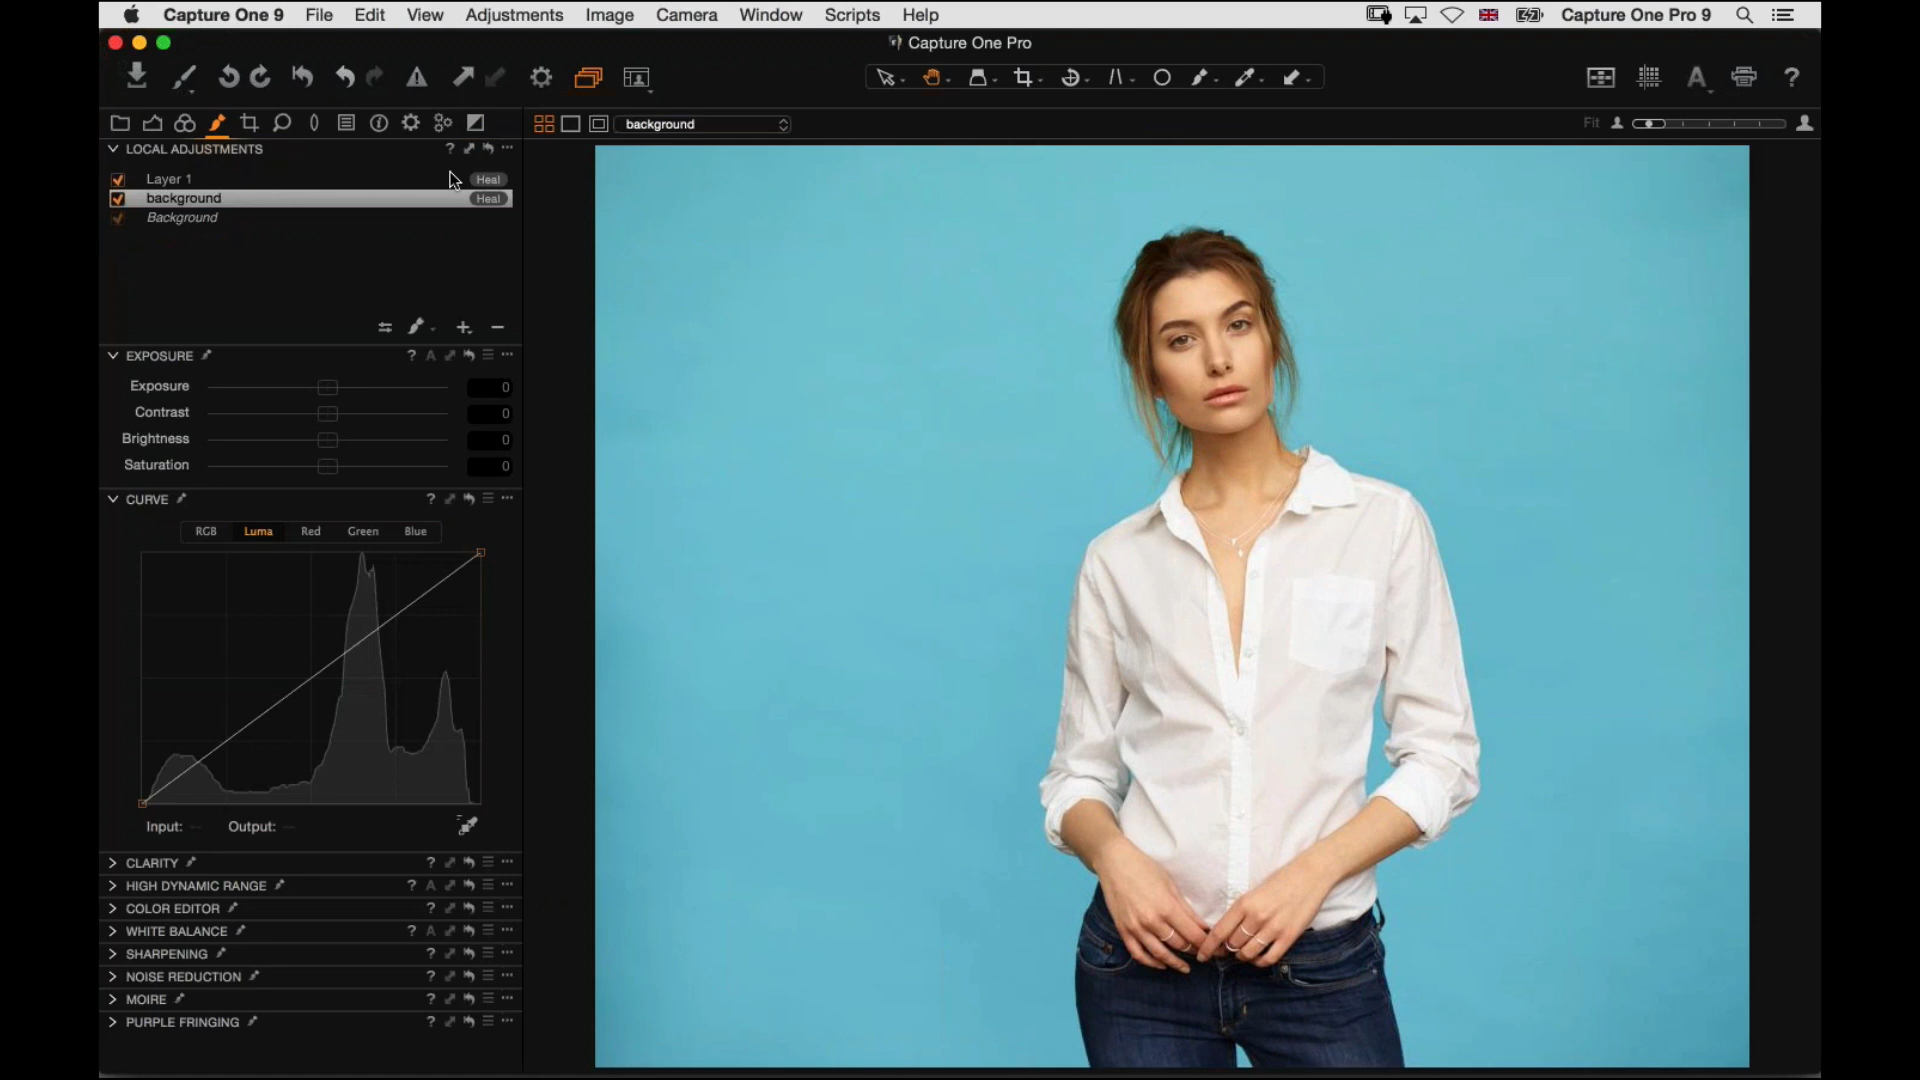 Capture One 9 File Edit View Adjustments Image Camera Window Scripts Help Capture One Pro 9
Capture One Pro
background Fit
LOCAL ADJUSTMENTS ?
Layer 1 Heal
background Heal
Background
EXPOSURE ? A
Exposure 0
Contrast 0
Brightness 0
Saturation 0
CURVE ?
RGB Luma Red Green Blue
Input: -- Output: --
CLARITY ?
HIGH DYNAMIC RANGE ? A
COLOR EDITOR ?
WHITE BALANCE ? A
SHARPENING ?
NOISE REDUCTION ?
MOIRE ?
PURPLE FRINGING ?